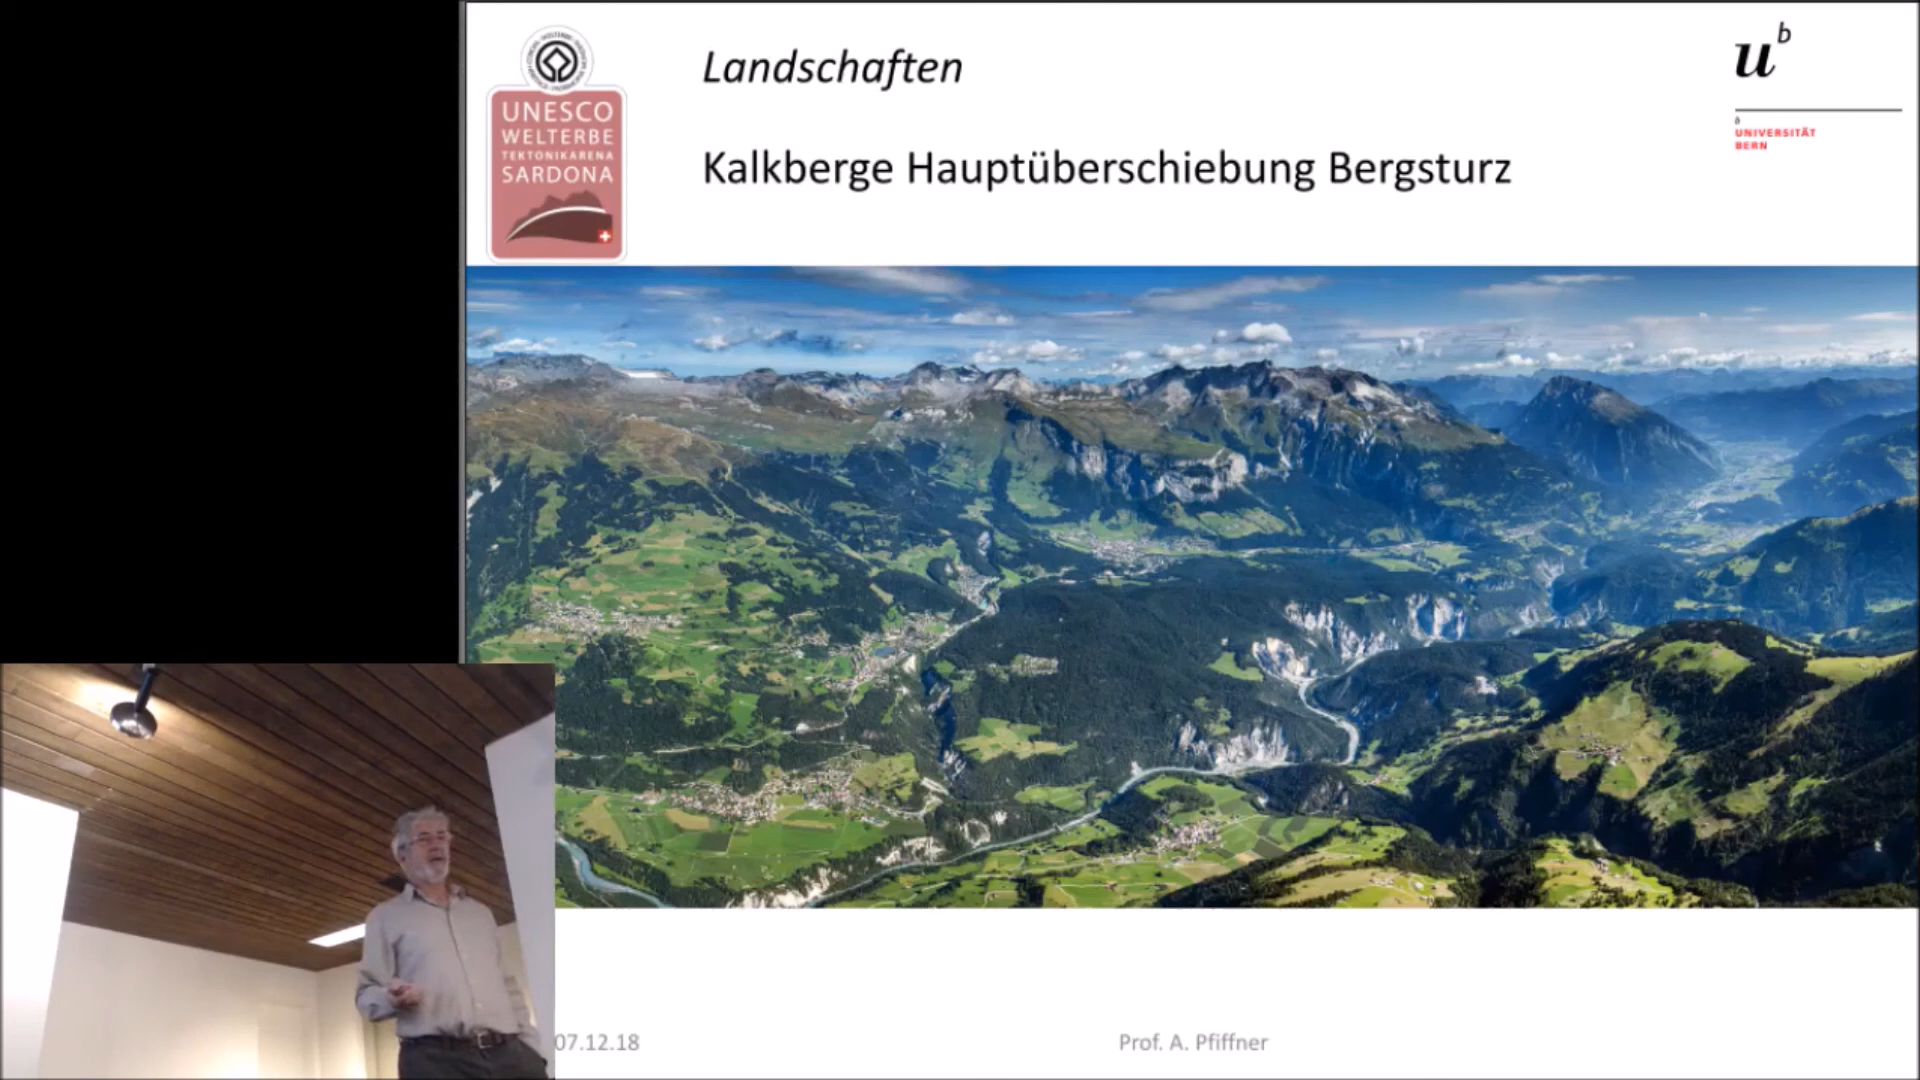 Landschaften
Kalkberge Hauptüberschiebung Bergsturz
UNESCO
WELTERBE
TEKTONIKARENA
SARDONA
u b
b
UNIVERSITÄT
BERN
07.12.18
Prof. A. Pfiffner